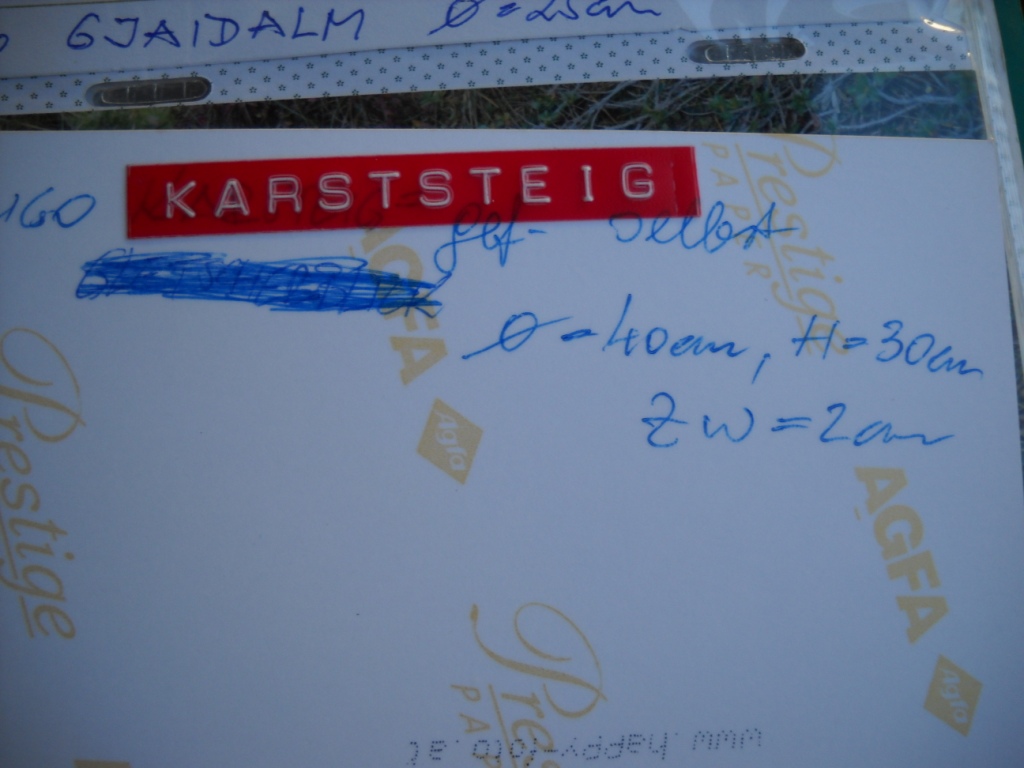 GJAIDALM Ø = 25cm
KARSTSTEIG
160 gef. selbst
Ø = 40cm, H = 30cm
ZW = 2cm
Prestige
PAPER
AGFA
Agfa
Prestige
AGFA
Agfa
Prestige
PA
www.happy-foto.at